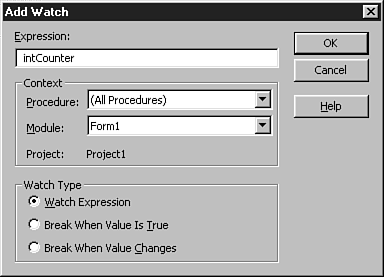 Add Watch
Expression:
intCounter
OK
Cancel
Help
Context
Procedure: (All Procedures)
Module: Form1
Project: Project1
Watch Type
Watch Expression
Break When Value Is True
Break When Value Changes